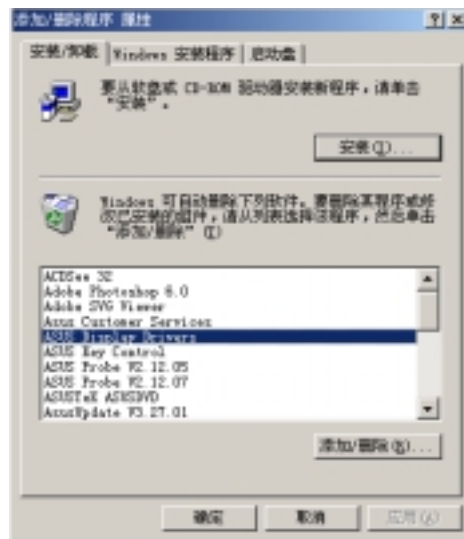 添加/删除程序 属性
安装/卸载 Windows 安装程序 启动盘
要从软盘或 CD-ROM 驱动器安装新程序，请单击
“安装”。
安装(I)...
Windows 可自动删除下列软件。要删除某程序或修
改已安装的组件，请从列表选择该程序，然后单击
“添加/删除”
ACDSee 32
Adobe Photoshop 6.0
Adobe SVG Viewer
Asus Customer Services
ASUS Display Drivers
ASUS Key Control
ASUS Probe V2.12.05
ASUS Probe V2.12.07
ASUSTeK ASUSDVD
AsusUpdate V3.27.01
添加/删除(R)...
确定 取消 应用(A)